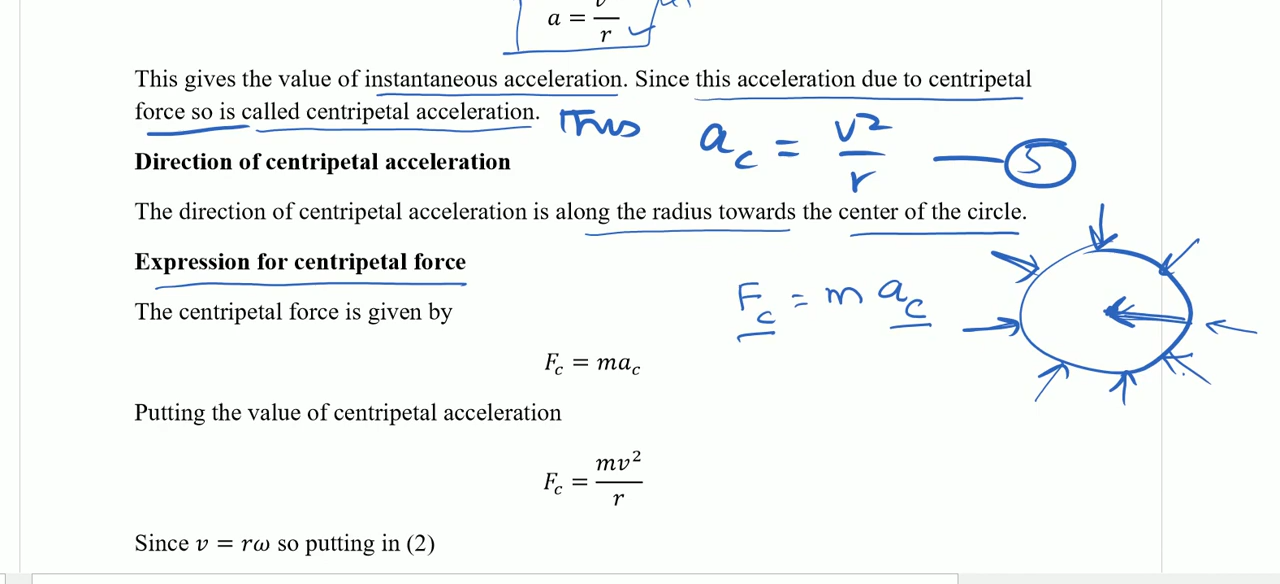 a = v/r
This gives the value of instantaneous acceleration. Since this acceleration due to centripetal
force so is called centripetal acceleration. Thus a_c = v²/r — 5
Direction of centripetal acceleration
The direction of centripetal acceleration is along the radius towards the center of the circle.
Expression for centripetal force
F_c = m a_c
The centripetal force is given by
F_c = ma_c
Putting the value of centripetal acceleration
F_c = mv²/r
Since v = rω so putting in (2)